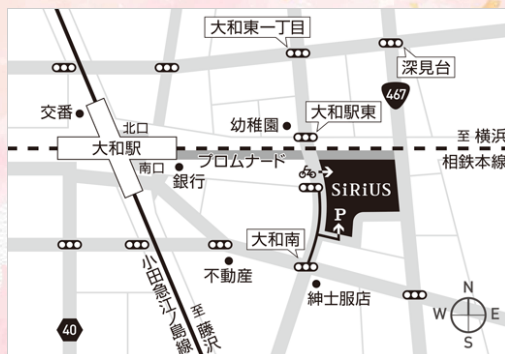 大和東一丁目
深見台
467
交番
北口
幼稚園
大和駅東
至 横浜
大和駅
プロムナード
相鉄本線
南口
銀行
SiRiUS
P
大和南
不動産
紳士服店
小田急江ノ島線
至 藤沢
40
N
W E
S